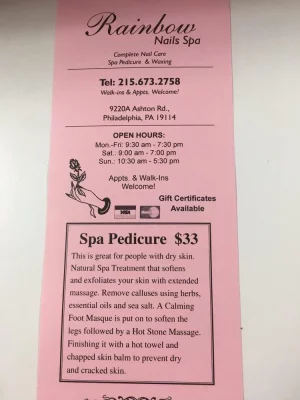 Rainbow
Nails Spa
Complete Nail Care
Spa Pedicure & Waxing
Tel: 215.673.2758
Walk-ins & Appts. Welcome!
9220A Ashton Rd.,
Philadelphia, PA 19114
OPEN HOURS:
Mon.-Fri: 9:30 am - 7:30 pm
Sat.: 9:00 am - 7:00 pm
Sun.: 10:30 am - 5:30 pm
Appts. & Walk-Ins
Welcome!
Gift Certificates
Available
VISA
Spa Pedicure $33
This is great for people with dry skin.
Natural Spa Treatment that softens
and exfoliates your skin with extended
massage. Remove calluses using herbs,
essential oils and sea salt. A Calming
Foot Masque is put on to soften the
legs followed by a Hot Stone Massage.
Finishing it with a hot towel and
chapped skin balm to prevent dry
and cracked skin.